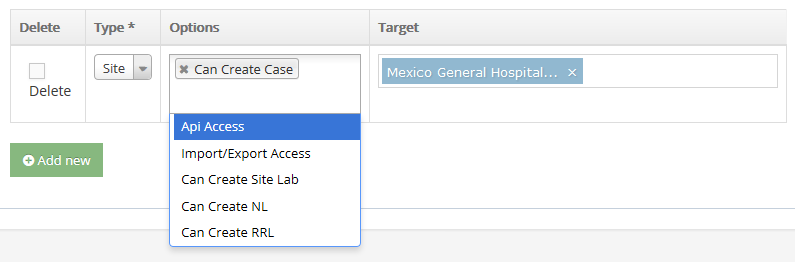 Delete Type * Options Target
Delete
Site
Can Create Case
Mexico General Hospital...
Api Access
Import/Export Access
Can Create Site Lab
Can Create NL
Can Create RRL
Add new